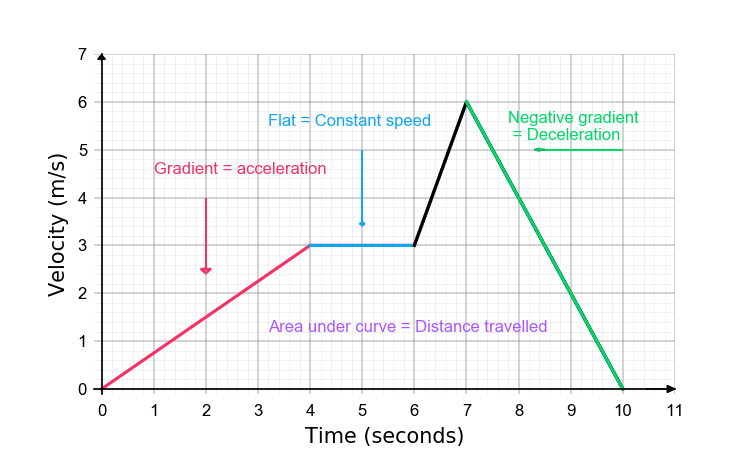 7
6
5
4
3
2
1
0
Velocity (m/s)
Flat = Constant speed
Negative gradient
= Deceleration
Gradient = acceleration
Area under curve = Distance travelled
0 1 2 3 4 5 6 7 8 9 10 11
Time (seconds)